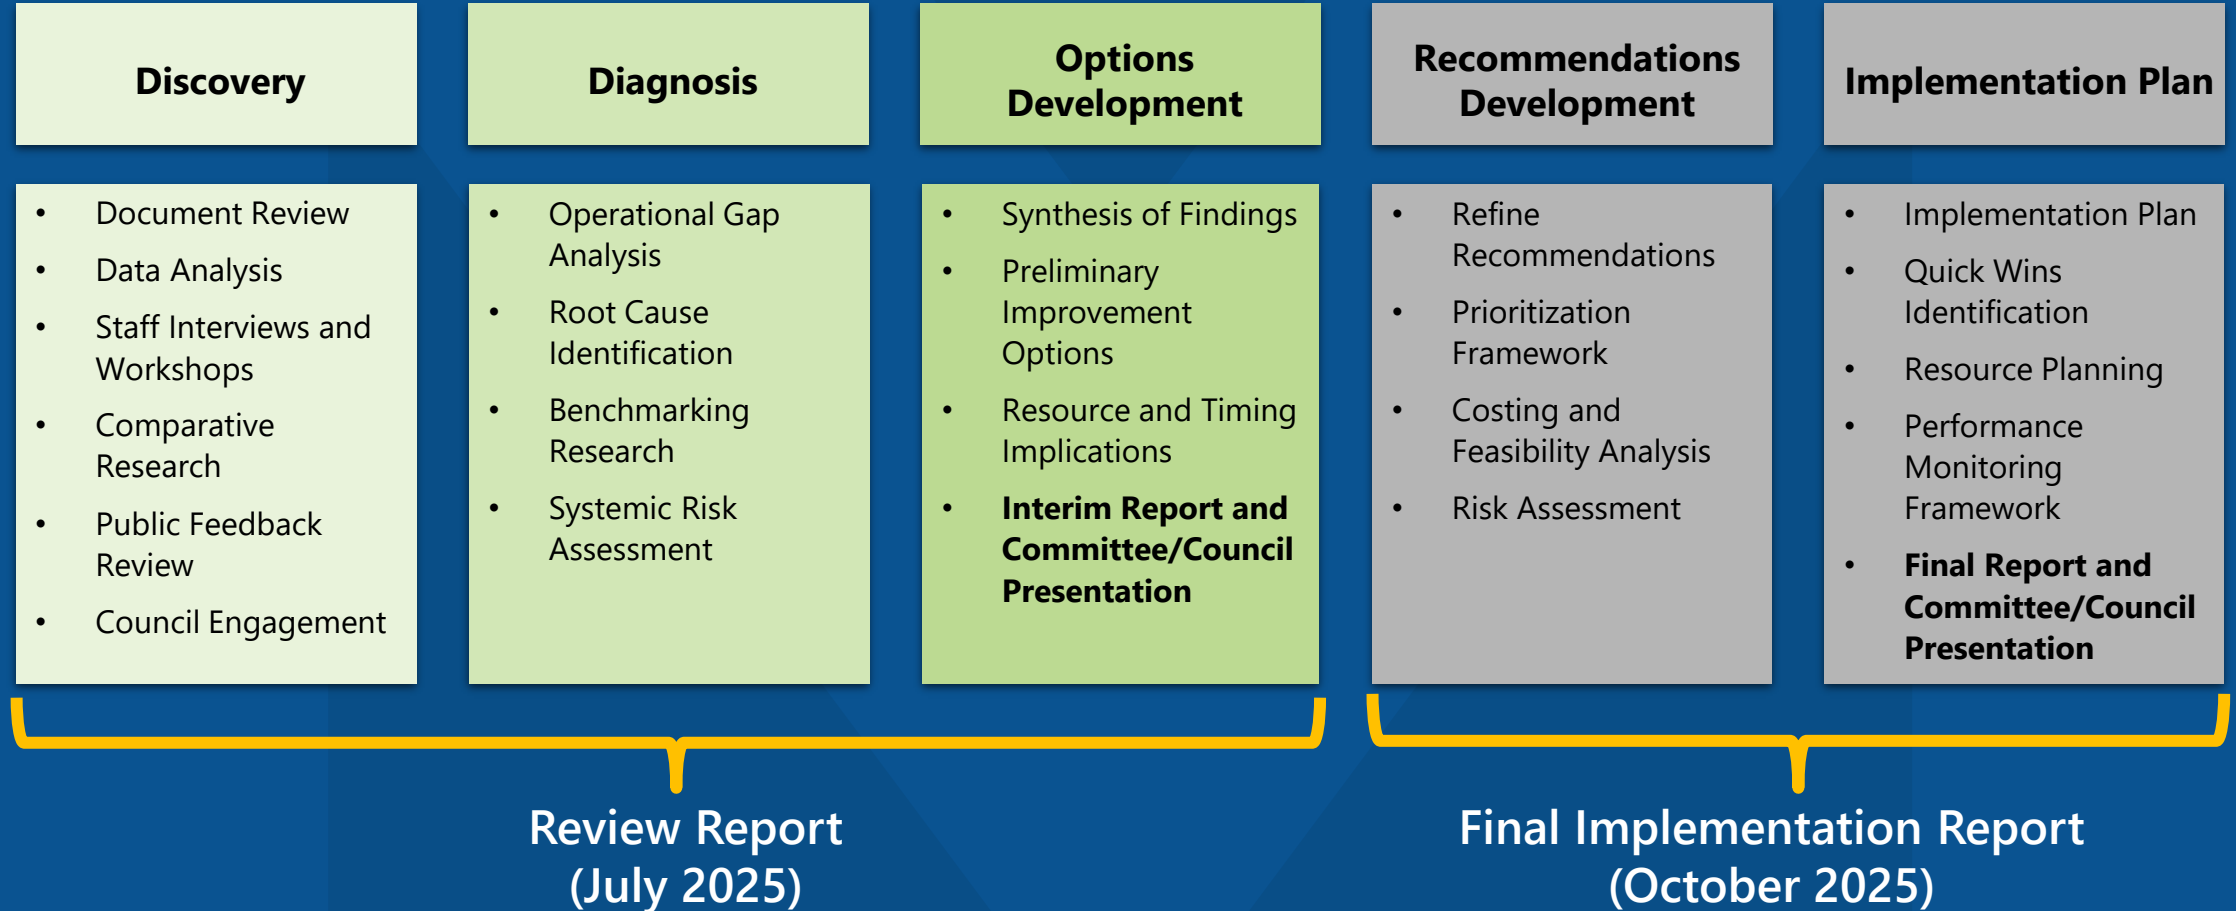 Discovery
Diagnosis
Options
Development
Recommendations
Development
Implementation Plan
• Document Review
• Data Analysis
• Staff Interviews and
Workshops
• Comparative
Research
• Public Feedback
Review
• Council Engagement
• Operational Gap
Analysis
• Root Cause
Identification
• Benchmarking
Research
• Systemic Risk
Assessment
• Synthesis of Findings
• Preliminary
Improvement
Options
• Resource and Timing
Implications
• Interim Report and
Committee/Council
Presentation
• Refine
Recommendations
• Prioritization
Framework
• Costing and
Feasibility Analysis
• Risk Assessment
• Implementation Plan
• Quick Wins
Identification
• Resource Planning
• Performance
Monitoring
Framework
• Final Report and
Committee/Council
Presentation
Review Report
(July 2025)
Final Implementation Report
(October 2025)